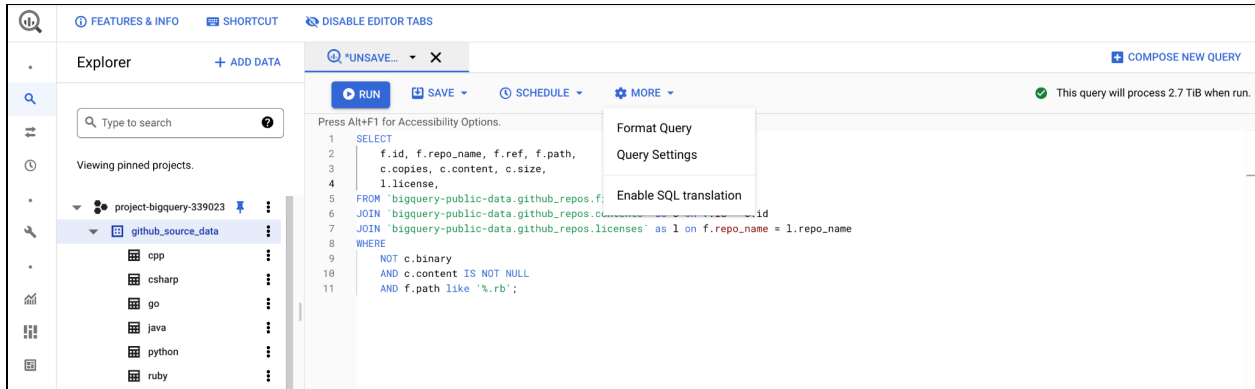 FEATURES & INFO
SHORTCUT
DISABLE EDITOR TABS
Explorer
+ ADD DATA
*UNSAVE...
COMPOSE NEW QUERY
RUN
SAVE
SCHEDULE
MORE
This query will process 2.7 TiB when run.
Type to search
Viewing pinned projects.
project-bigquery-339023
github_source_data
cpp
csharp
go
java
python
ruby
Press Alt+F1 for Accessibility Options.
Format Query
Query Settings
Enable SQL translation
1 SELECT
2 f.id, f.repo_name, f.ref, f.path,
3 c.copies, c.content, c.size,
4 l.license,
5 FROM `bigquery-public-data.github_repos.f
6 JOIN `bigquery-public-data.github_repos.
7 JOIN `bigquery-public-data.github_repos.licenses` as l on f.repo_name = l.repo_name
8 WHERE
9 NOT c.binary
10 AND c.content IS NOT NULL
11 AND f.path like '%.rb';